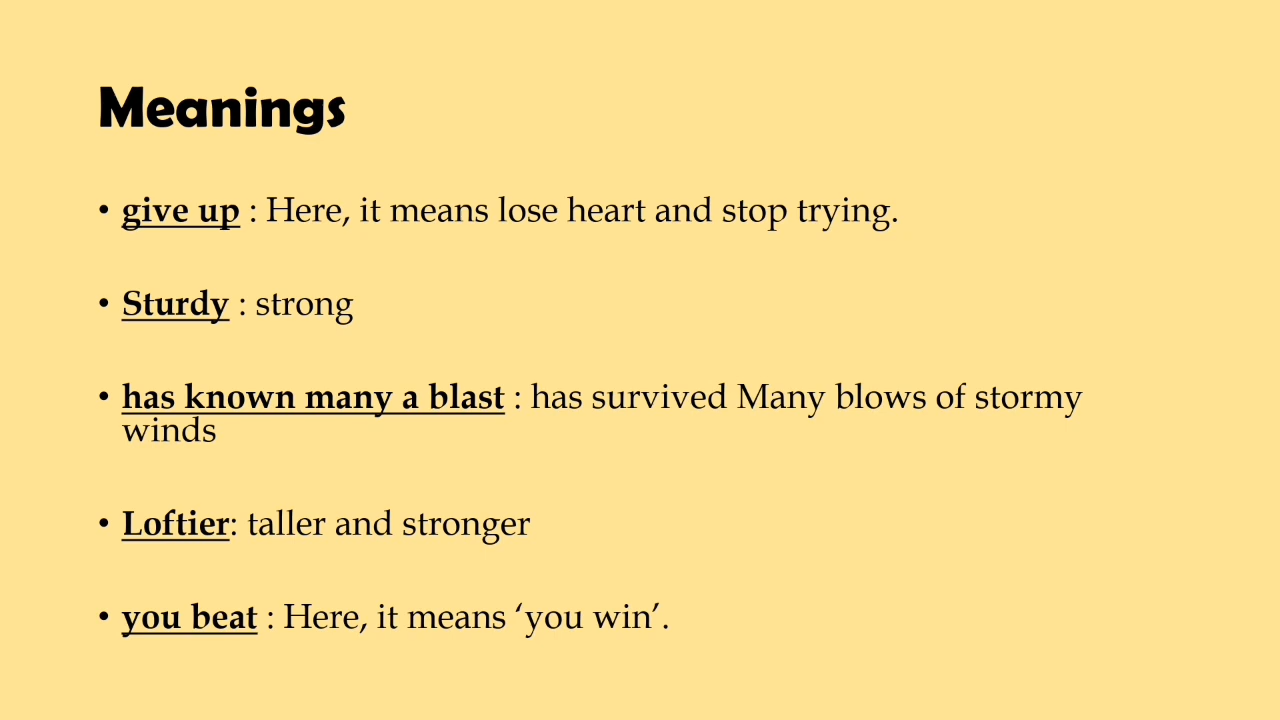 Meanings
• give up : Here, it means lose heart and stop trying.
• Sturdy : strong
• has known many a blast : has survived Many blows of stormy
winds
• Loftier: taller and stronger
• you beat : Here, it means ‘you win’.